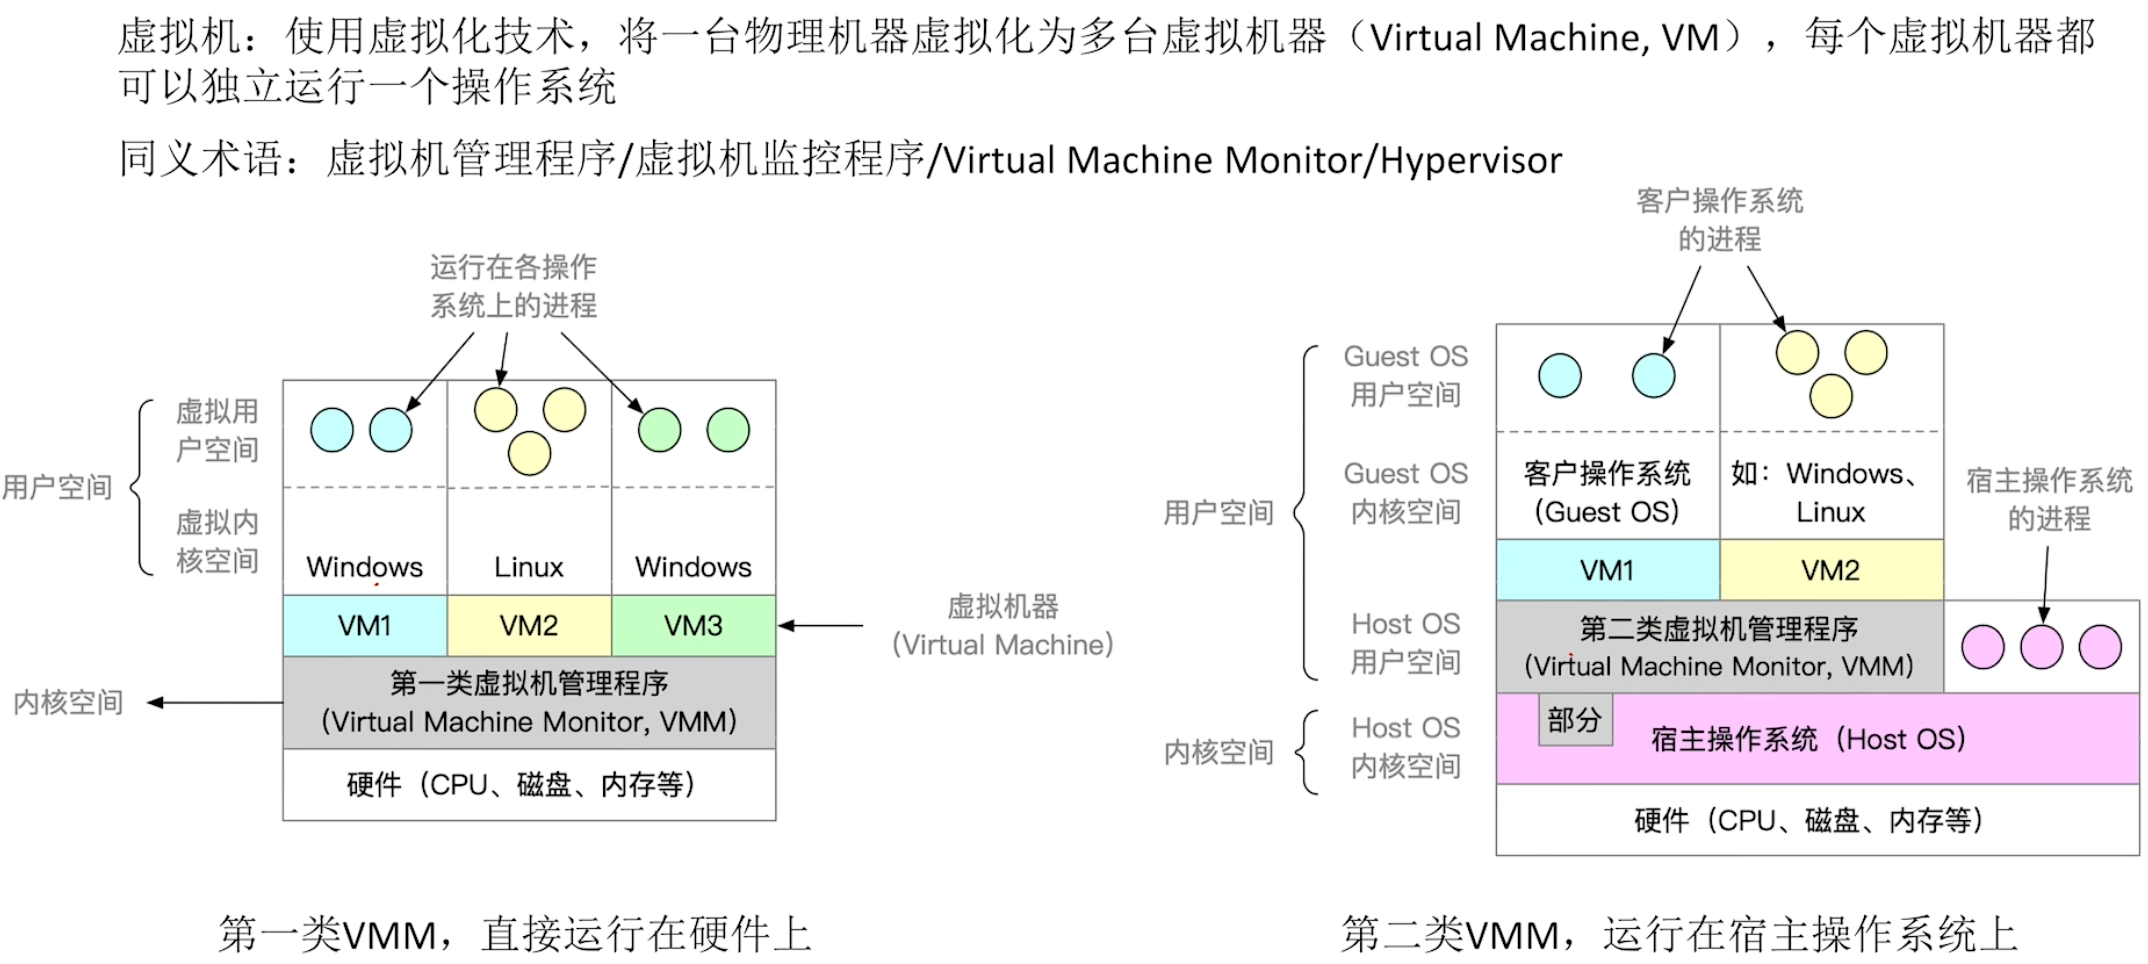 虚拟机：使用虚拟化技术，将一台物理机器虚拟化为多台虚拟机器（Virtual Machine, VM），每个虚拟机器都
可以独立运行一个操作系统
同义术语：虚拟机管理程序/虚拟机监控程序/Virtual Machine Monitor/Hypervisor
运行在各操作
系统上的进程
用户空间
虚拟用
户空间
虚拟内
核空间
Windows
Linux
Windows
VM1
VM2
VM3
虚拟机器
（Virtual Machine）
内核空间
第一类虚拟机管理程序
（Virtual Machine Monitor, VMM）
硬件（CPU、磁盘、内存等）
第一类VMM，直接运行在硬件上
客户操作系统
的进程
用户空间
Guest OS
用户空间
Guest OS
内核空间
Host OS
用户空间
客户操作系统
（Guest OS）
如：Windows、
Linux
VM1
VM2
宿主操作系统
的进程
第二类虚拟机管理程序
（Virtual Machine Monitor, VMM）
内核空间
Host OS
内核空间
部分
宿主操作系统（Host OS）
硬件（CPU、磁盘、内存等）
第二类VMM，运行在宿主操作系统上